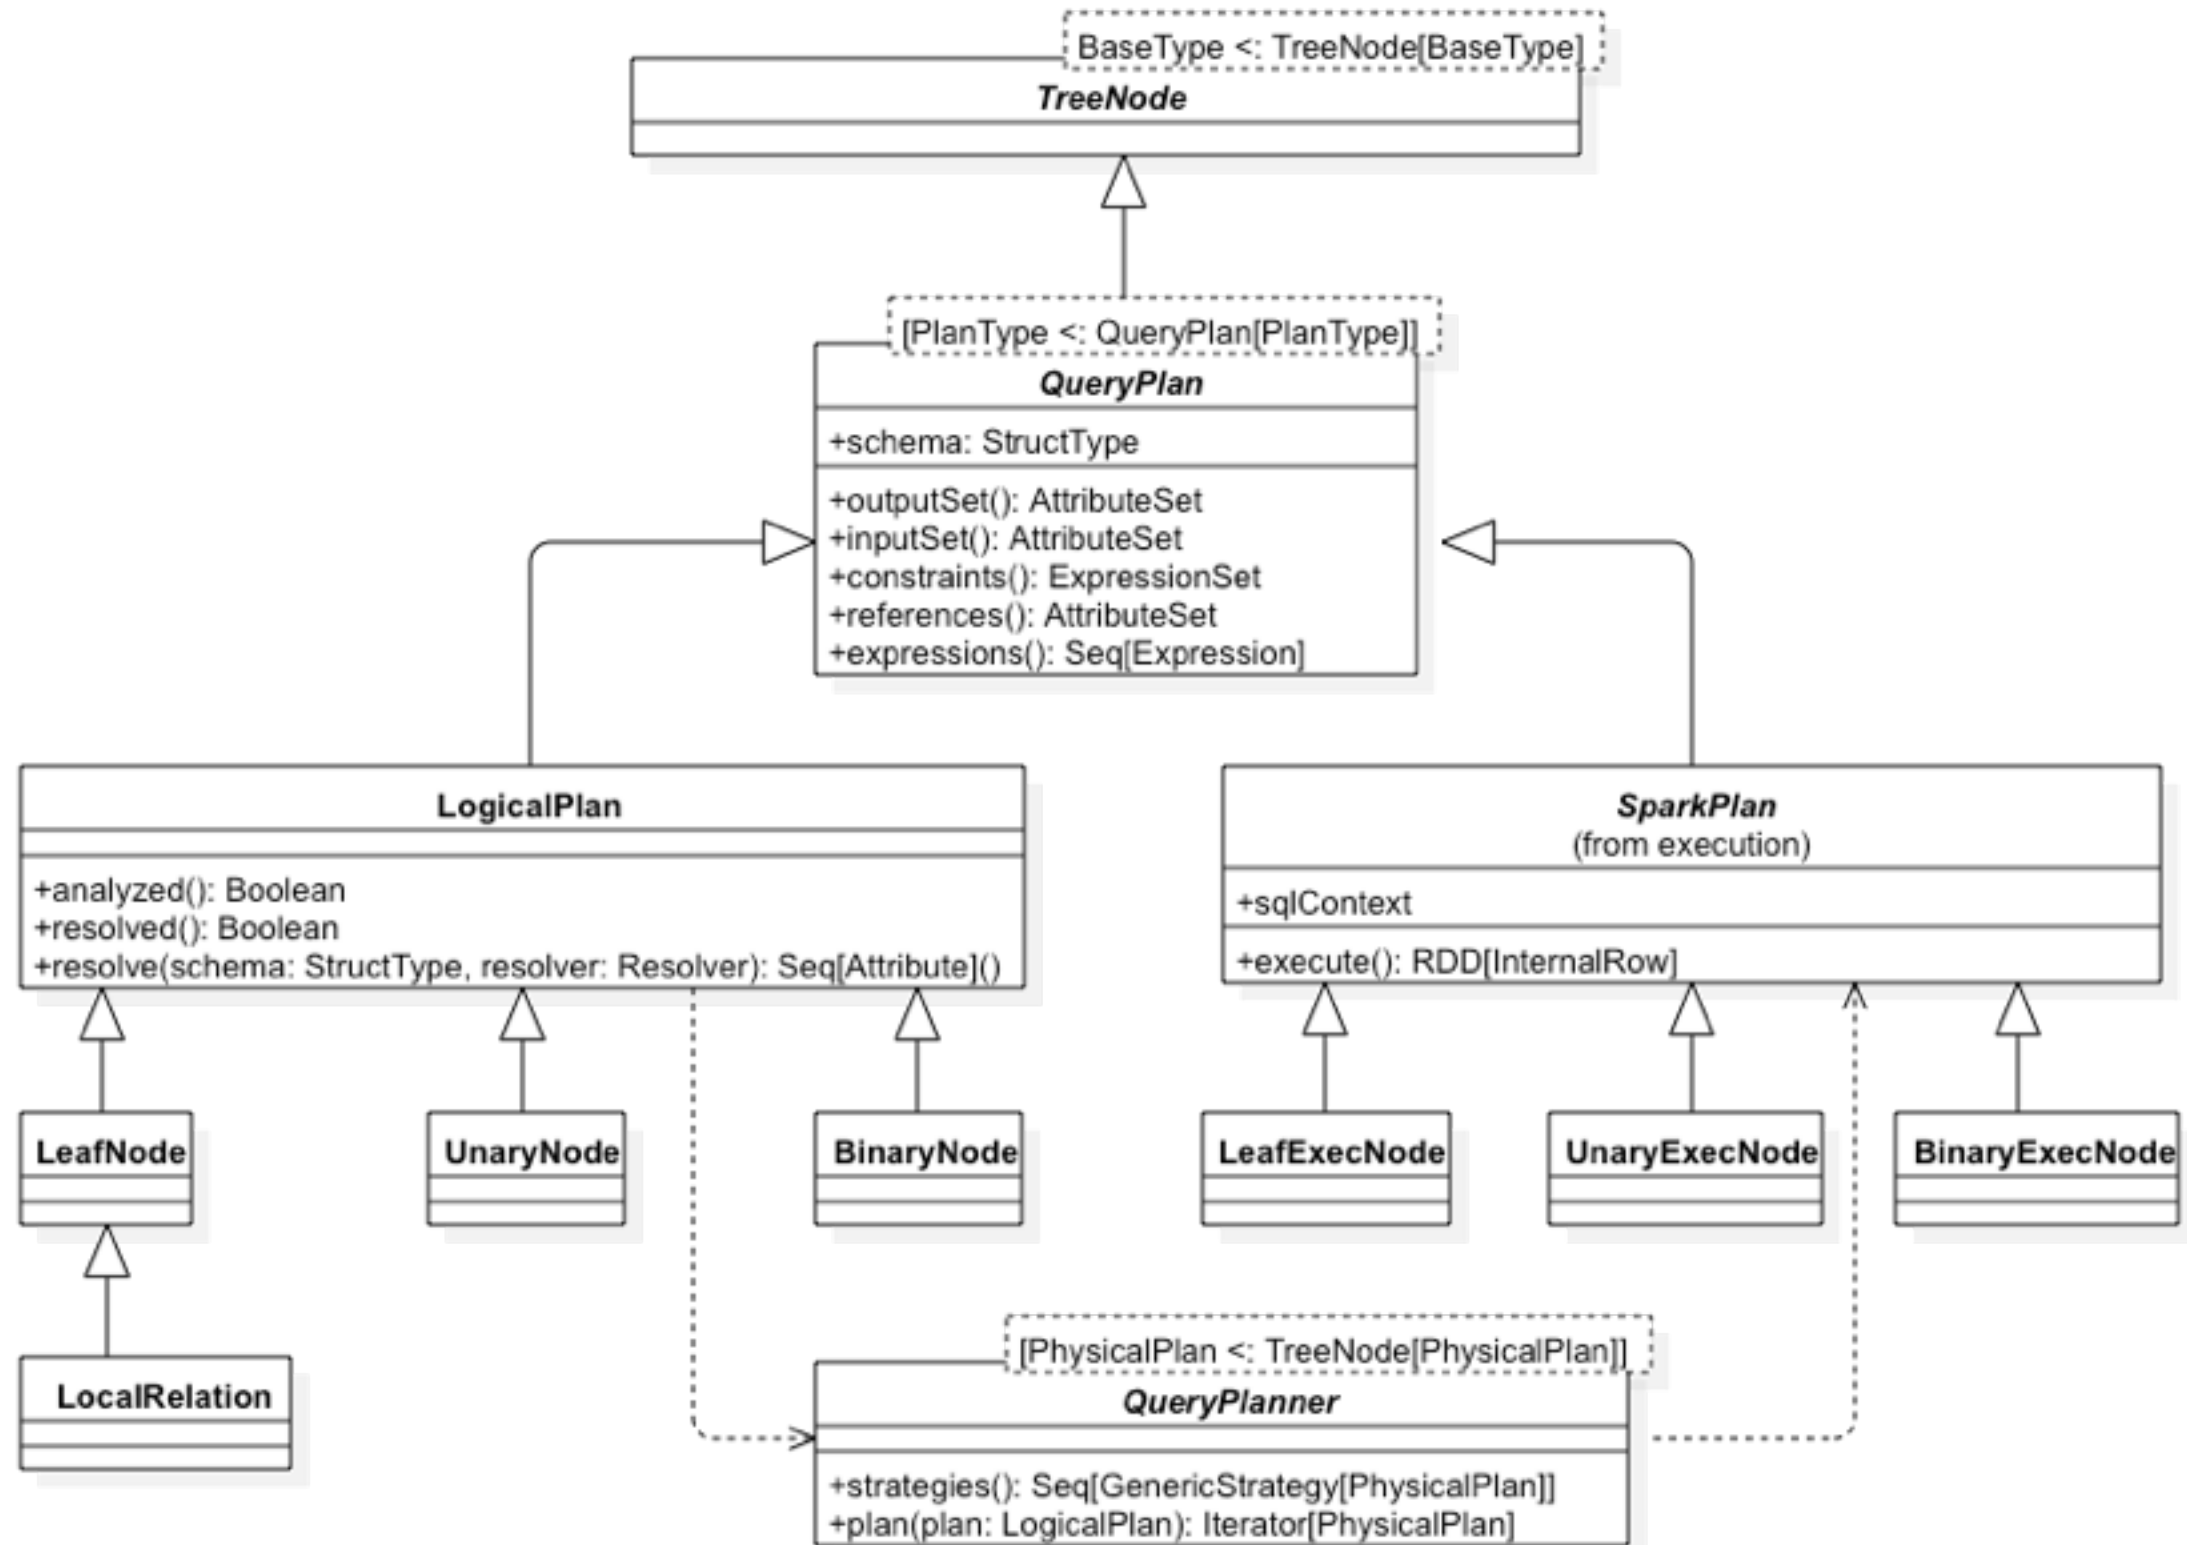 BaseType <: TreeNode[BaseType]
TreeNode
[PlanType <: QueryPlan[PlanType]]
QueryPlan
+schema: StructType
+outputSet(): AttributeSet
+inputSet(): AttributeSet
+constraints(): ExpressionSet
+references(): AttributeSet
+expressions(): Seq[Expression]
LogicalPlan
+analyzed(): Boolean
+resolved(): Boolean
+resolve(schema: StructType, resolver: Resolver): Seq[Attribute]()
SparkPlan
(from execution)
+sqlContext
+execute(): RDD[InternalRow]
LeafNode
UnaryNode
BinaryNode
LeafExecNode
UnaryExecNode
BinaryExecNode
LocalRelation
[PhysicalPlan <: TreeNode[PhysicalPlan]]
QueryPlanner
+strategies(): Seq[GenericStrategy[PhysicalPlan]]
+plan(plan: LogicalPlan): Iterator[PhysicalPlan]